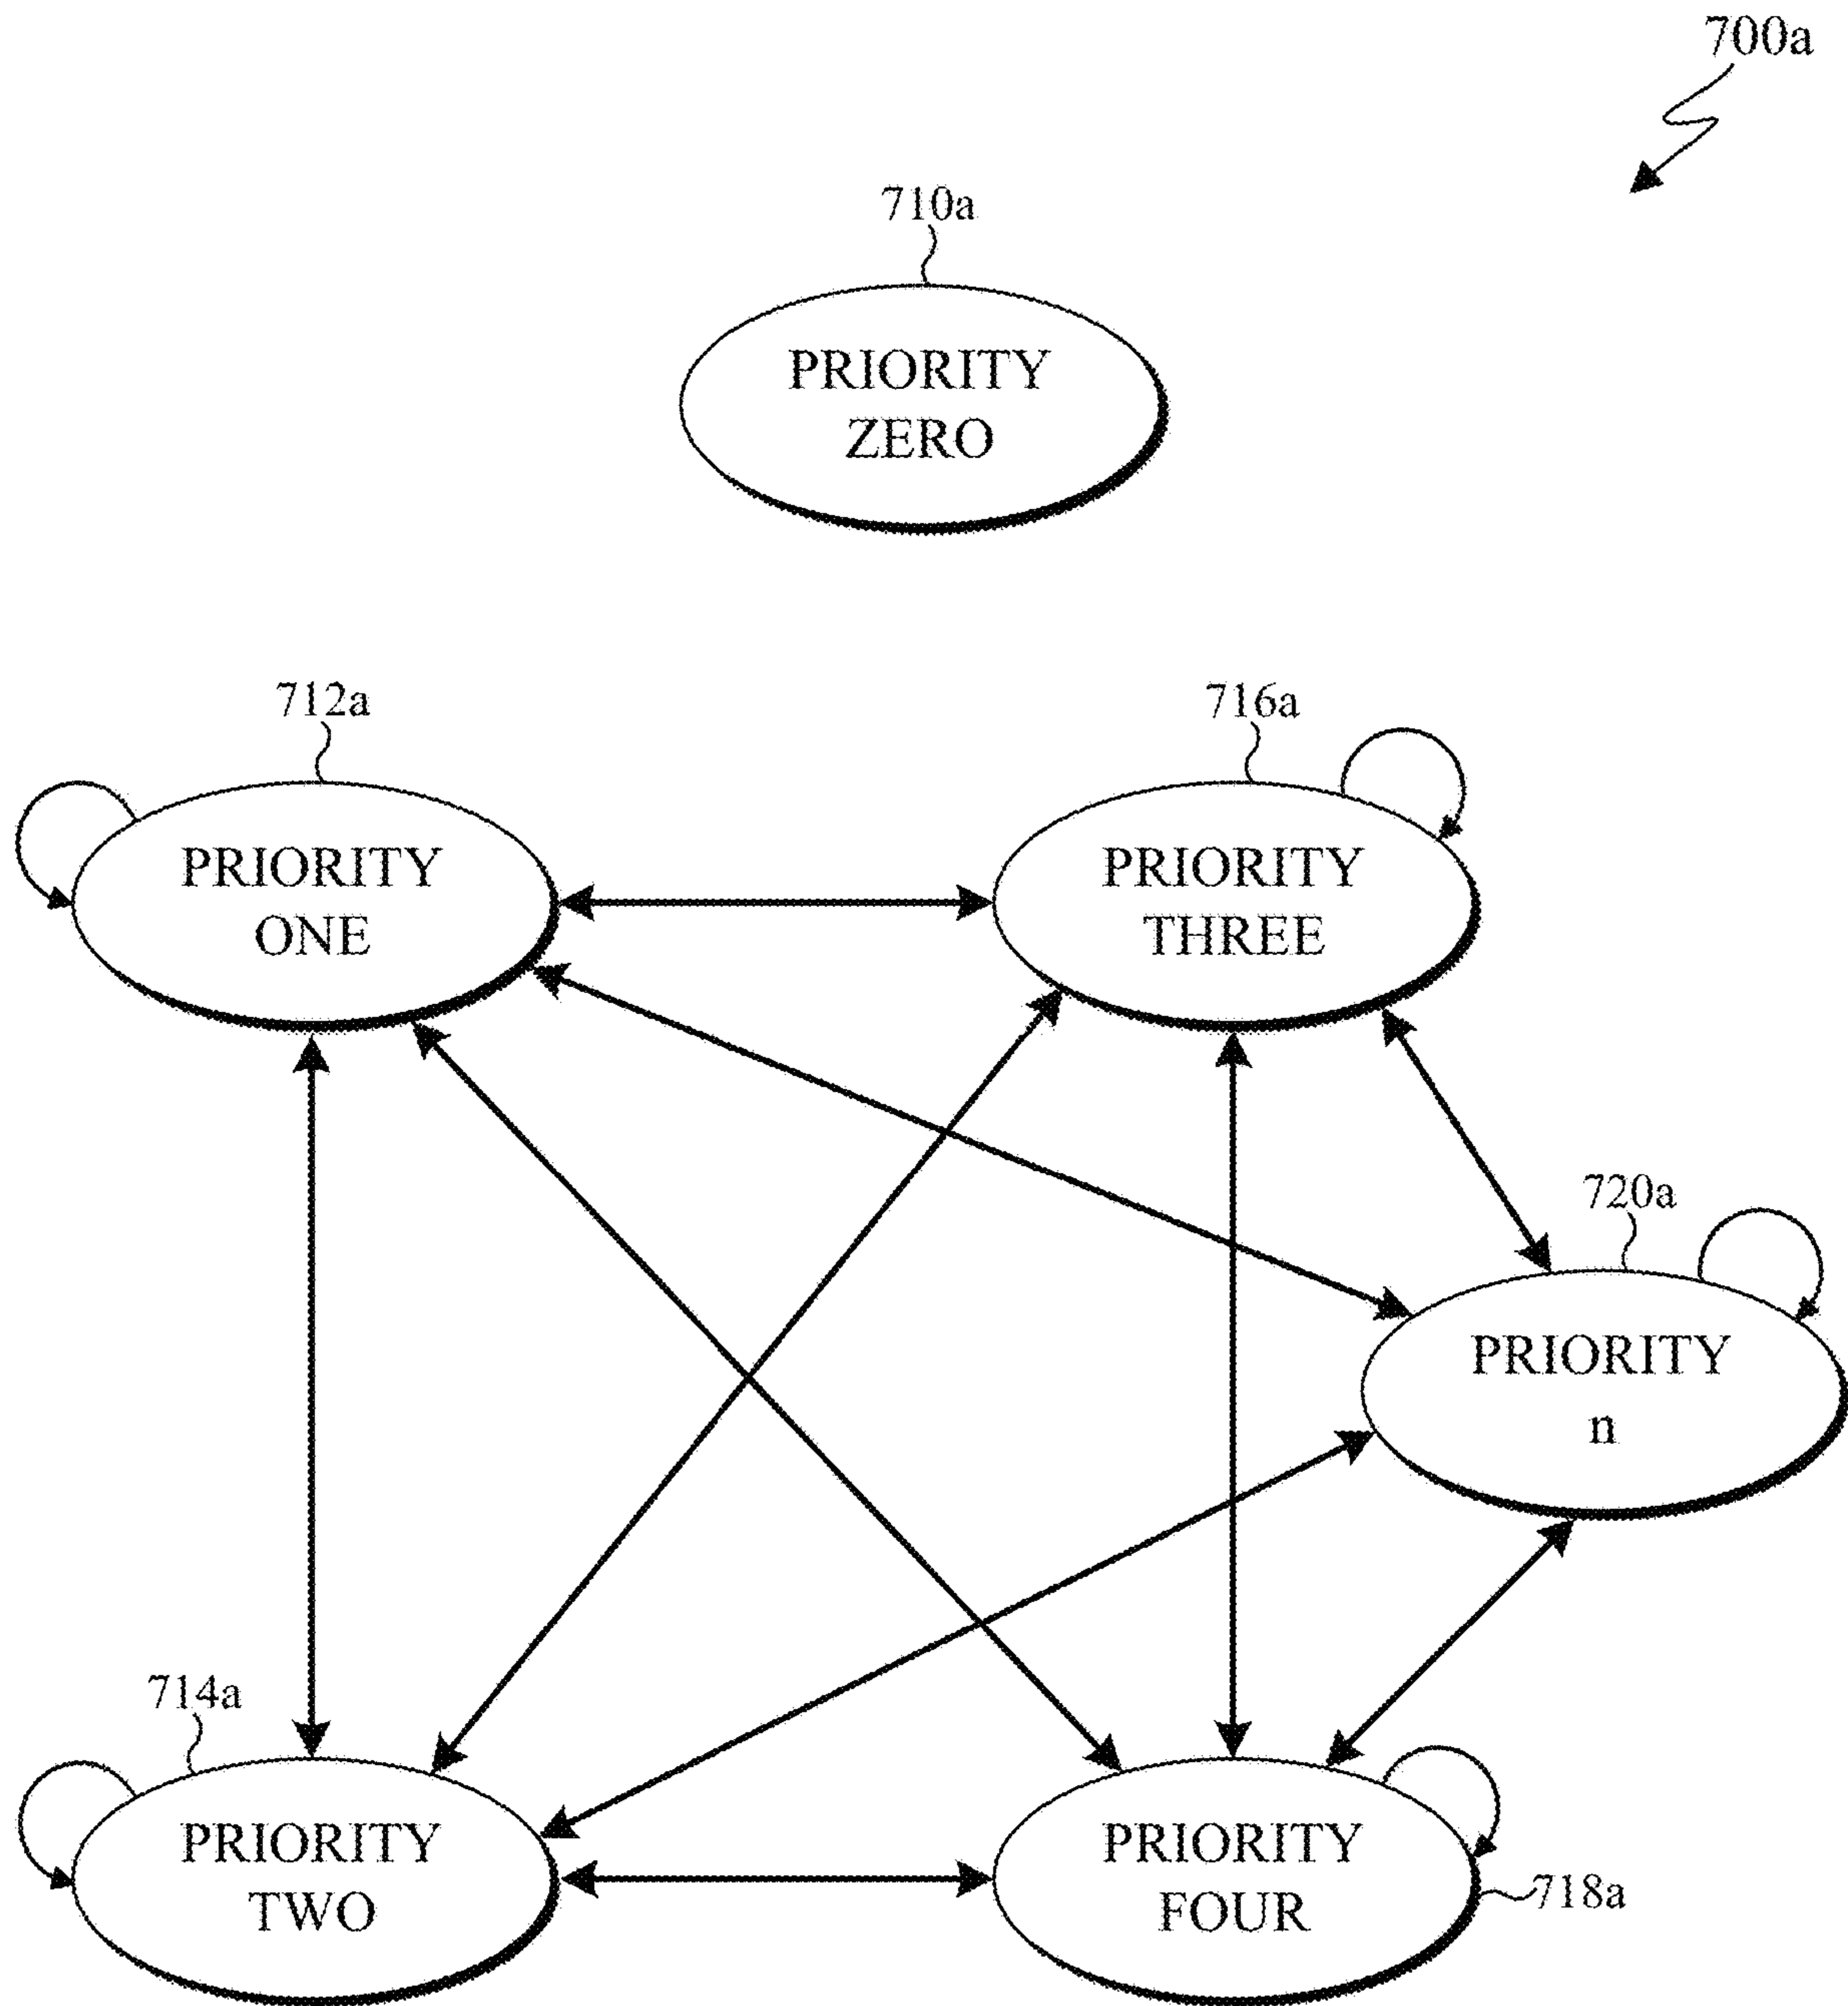 700a
710a
PRIORITY
ZERO
712a
PRIORITY
ONE
716a
PRIORITY
THREE
720a
PRIORITY
n
714a
PRIORITY
TWO
PRIORITY
FOUR
718a